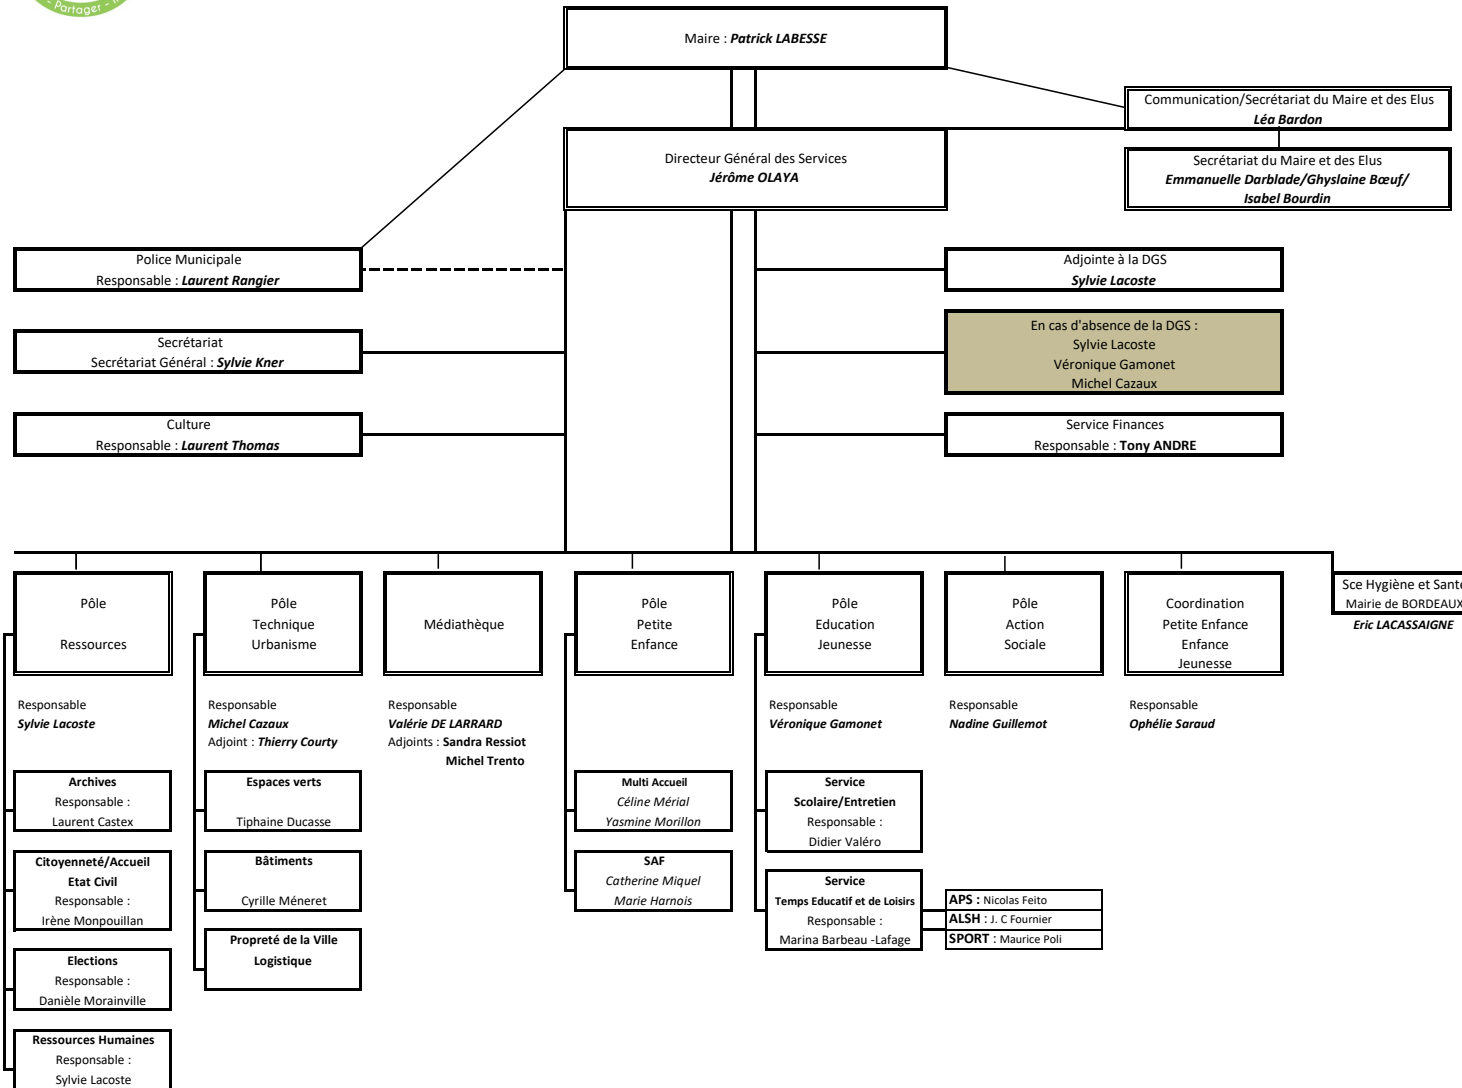 - Partager -
Maire : Patrick LABESSE
Communication/Secrétariat du Maire et des Elus
Léa Bardon
Directeur Général des Services
Jérôme OLAYA
Secrétariat du Maire et des Elus
Emmanuelle Darblade/Ghyslaine Bœuf/
Isabel Bourdin
Police Municipale
Responsable : Laurent Rangier
Adjointe à la DGS
Sylvie Lacoste
Secrétariat
Secrétariat Général : Sylvie Kner
En cas d'absence de la DGS :
Sylvie Lacoste
Véronique Gamonet
Michel Cazaux
Culture
Responsable : Laurent Thomas
Service Finances
Responsable : Tony ANDRE
Pôle
Ressources
Responsable
Sylvie Lacoste
Archives
Responsable :
Laurent Castex
Citoyenneté/Accueil
Etat Civil
Responsable :
Irène Monpouillan
Elections
Responsable :
Danièle Morainville
Ressources Humaines
Responsable :
Sylvie Lacoste
Pôle
Technique
Urbanisme
Responsable
Michel Cazaux
Adjoint : Thierry Courty
Espaces verts
Tiphaine Ducasse
Bâtiments
Cyrille Méneret
Propreté de la Ville
Logistique
Médiathèque
Responsable
Valérie DE LARRARD
Adjoints : Sandra Ressiot
Michel Trento
Pôle
Petite
Enfance
Multi Accueil
Céline Mérial
Yasmine Morillon
SAF
Catherine Miquel
Marie Harnois
Pôle
Education
Jeunesse
Responsable
Véronique Gamonet
Service
Scolaire/Entretien
Responsable :
Didier Valéro
Service
Temps Educatif et de Loisirs
Responsable :
Marina Barbeau -Lafage
APS : Nicolas Feito
ALSH : J. C Fournier
SPORT : Maurice Poli
Pôle
Action
Sociale
Responsable
Nadine Guillemot
Coordination
Petite Enfance
Enfance
Jeunesse
Responsable
Ophélie Saraud
Sce Hygiène et Santé
Mairie de BORDEAUX
Eric LACASSAIGNE